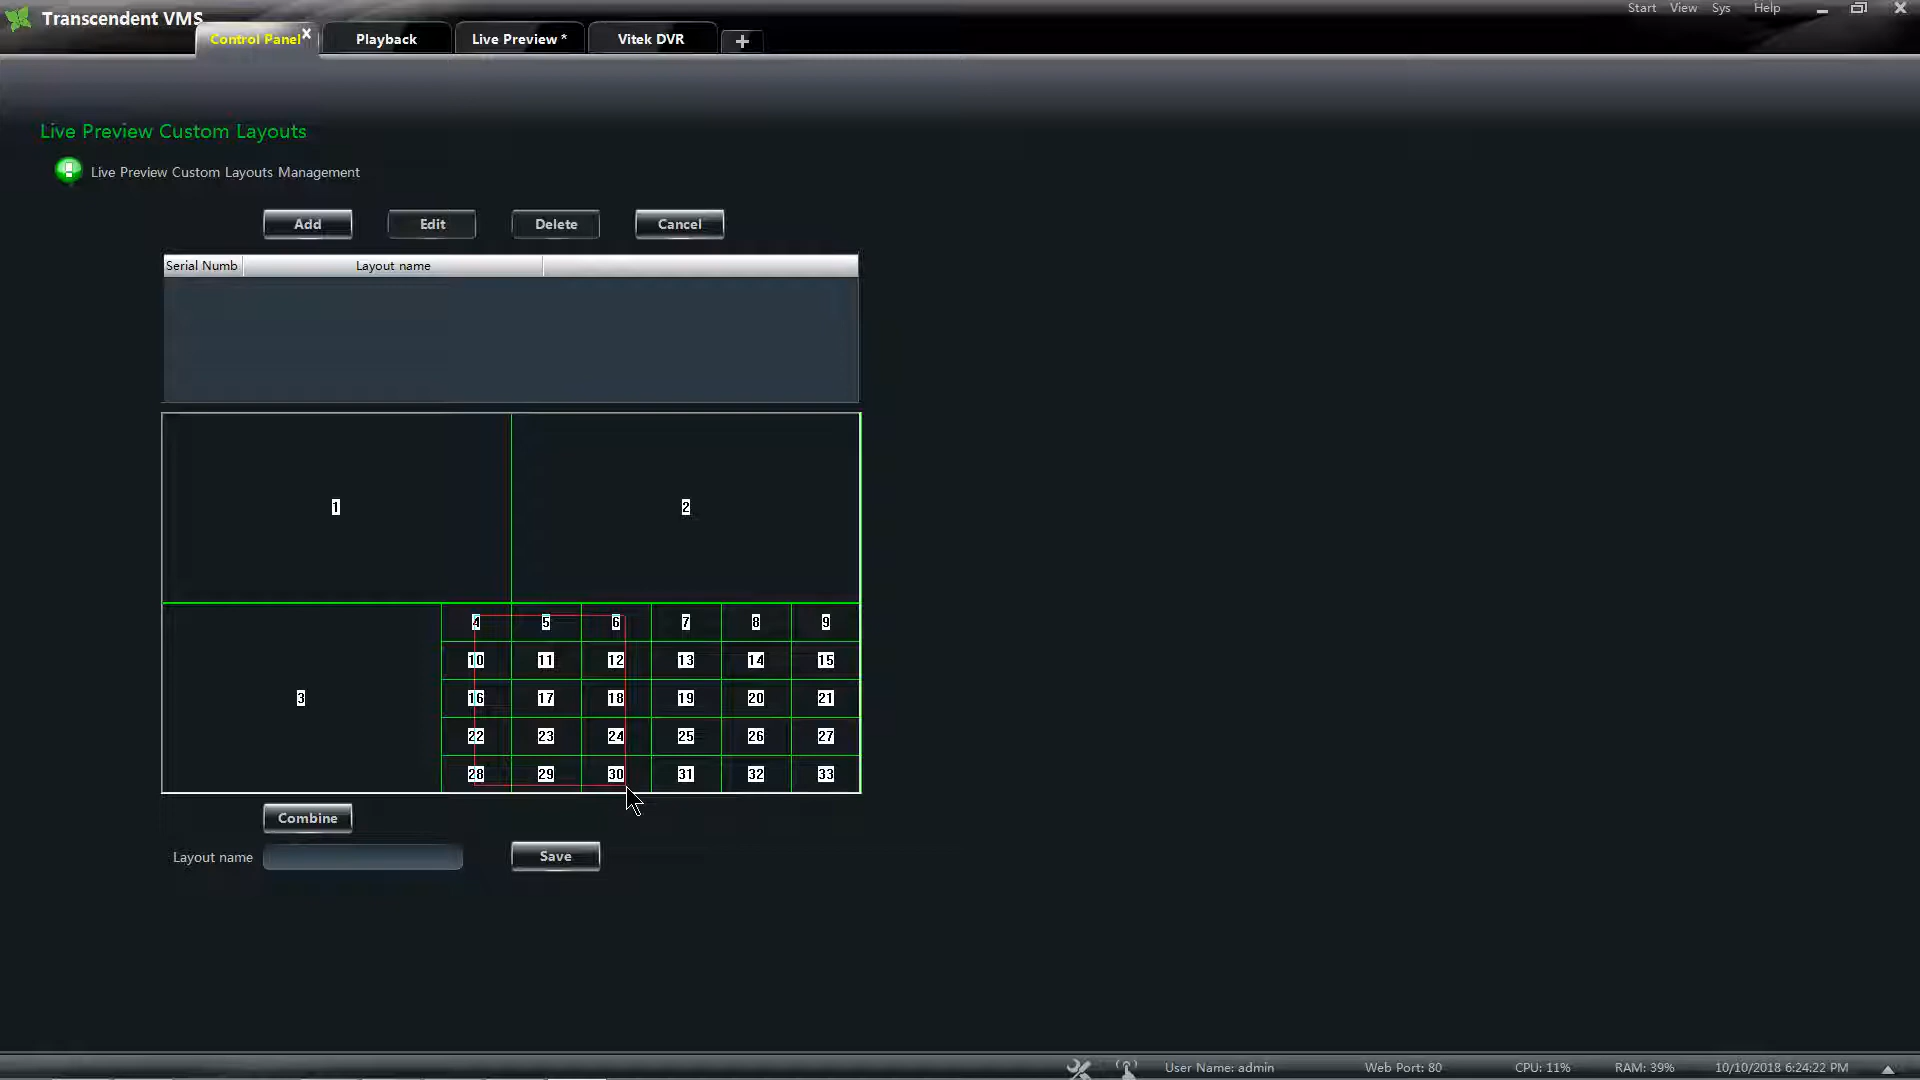 Transcendent VMS
Start View Sys Help
Control Panel x Playback Live Preview * Vitek DVR +
Live Preview Custom Layouts
Live Preview Custom Layouts Management
Add Edit Delete Cancel
Serial Numb Layout name
1 2
3
4 5 6 7 8 9
10 11 12 13 14 15
16 17 18 19 20 21
22 23 24 25 26 27
28 29 30 31 32 33
Combine
Layout name Save
User Name: admin Web Port: 80 CPU: 11% RAM: 39% 10/10/2018 6:24:22 PM